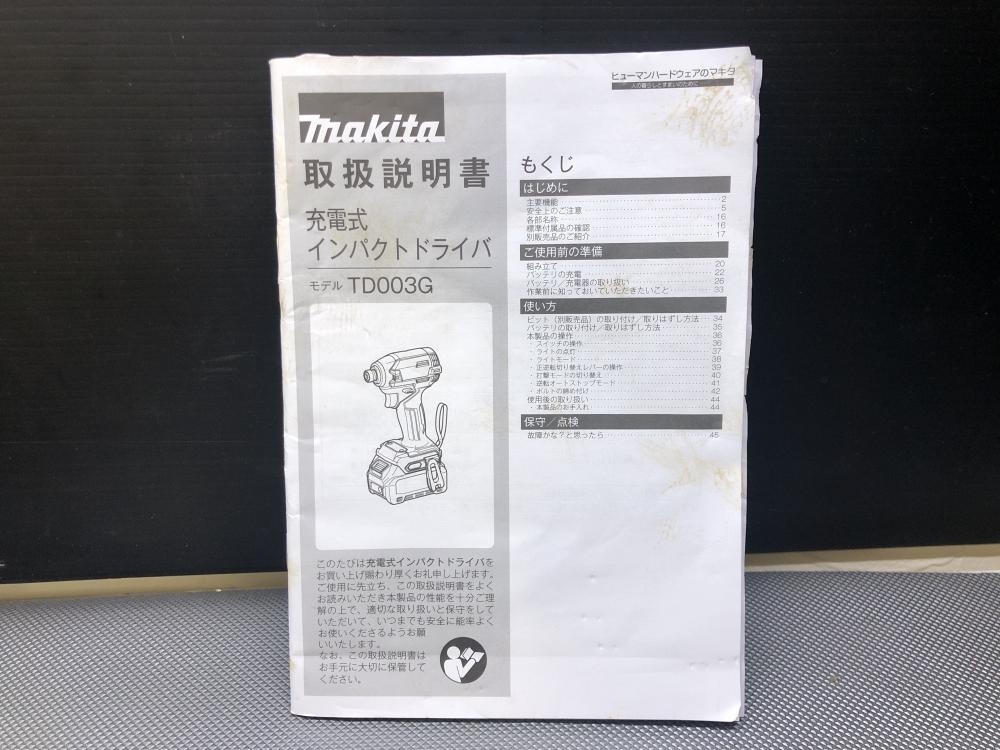 makita
取扱説明書
充電式
インパクトドライバ
モデル TD003G
このたびは充電式インパクトドライバを
お買い上げ賜わり厚くお礼申し上げます。
ご使用に先立ち、この取扱説明書をよく
お読みいただき本製品の性能を十分ご理
解の上で、適切な取り扱いと保守をして
いただいて、いつまでも安全に能率よく
お使いくださるようお願
いいたします。
なお、この取扱説明書は
お手元に大切に保管して
ください。
ヒューマンハードウェアのマキタ
人の暮らしとすまいのために
もくじ
はじめに
主要機能 2
安全上のご注意 5
各部名称 16
標準付属品の確認 16
別販売品のご紹介 17
ご使用前の準備
組み立て 20
バッテリの充電 22
バッテリ／充電器の取り扱い 26
作業前に知っておいていただきたいこと 33
使い方
ビット（別販売品）の取り付け／取りはずし方法 34
バッテリの取り付け／取りはずし方法 35
本製品の操作 36
・スイッチの操作 36
・ライトの点灯 37
・ライトモード 38
・正逆転切り替えレバーの操作 39
・打撃モードの切り替え 40
・逆転オートストップモード 41
・ボルトの締め付け 42
使用後の取り扱い 44
・本製品のお手入れ 44
保守／点検
故障かな？と思ったら 45